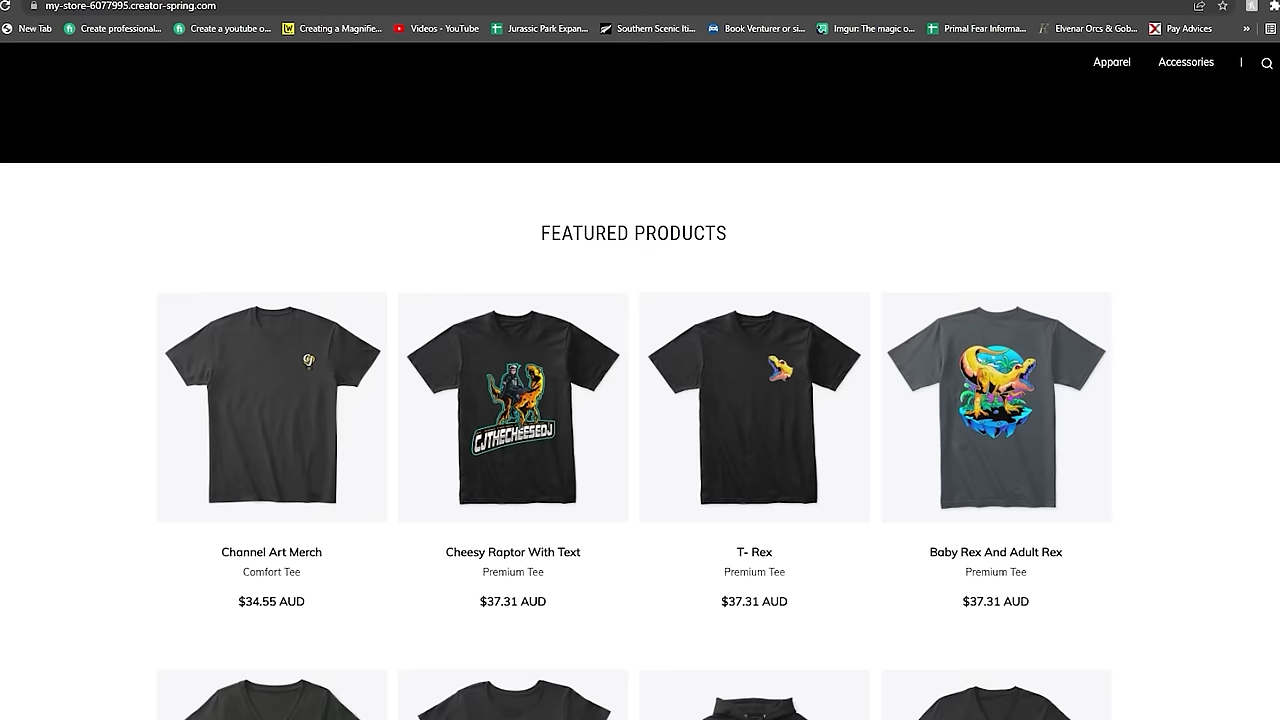 my-store-6077995.creator-spring.com
New Tab
Create professional...
Create a youtube o...
Creating a Magnifie...
Videos - YouTube
Jurassic Park Expan...
Southern Scenic Iti...
Book Venturer or si...
Imgur: The magic o...
Primal Fear Informa...
Elvenar Orcs & Gob...
Pay Advices
Apparel
Accessories
FEATURED PRODUCTS
CJTHECHEESEDJ
Channel Art Merch
Comfort Tee
$34.55 AUD
Cheesy Raptor With Text
Premium Tee
$37.31 AUD
T- Rex
Premium Tee
$37.31 AUD
Baby Rex And Adult Rex
Premium Tee
$37.31 AUD